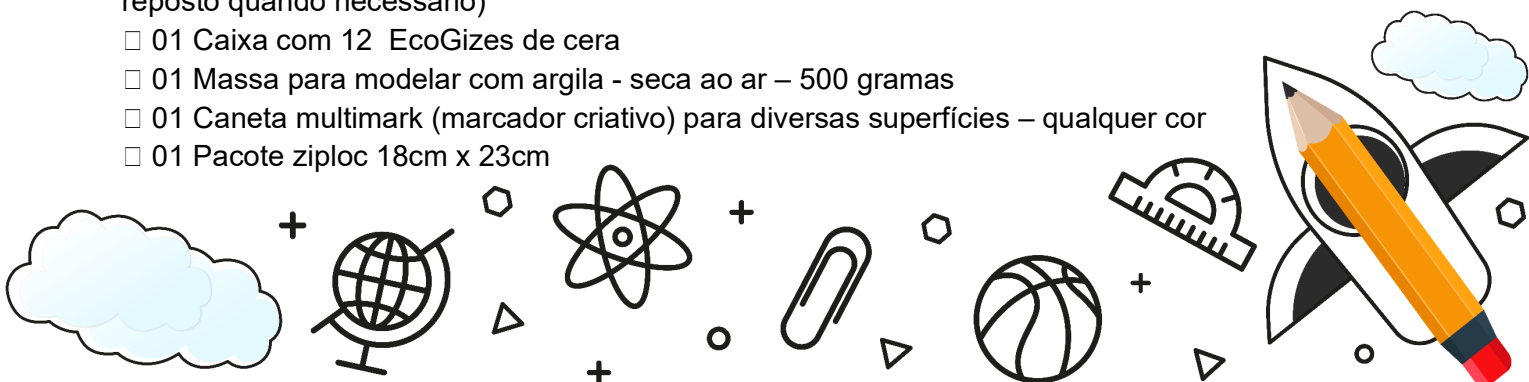 reposto quando necessário)
□ 01 Caixa com 12  EcoGizes de cera
□ 01 Massa para modelar com argila - seca ao ar – 500 gramas
□ 01 Caneta multimark (marcador criativo) para diversas superfícies – qualquer cor
□ 01 Pacote ziploc 18cm x 23cm